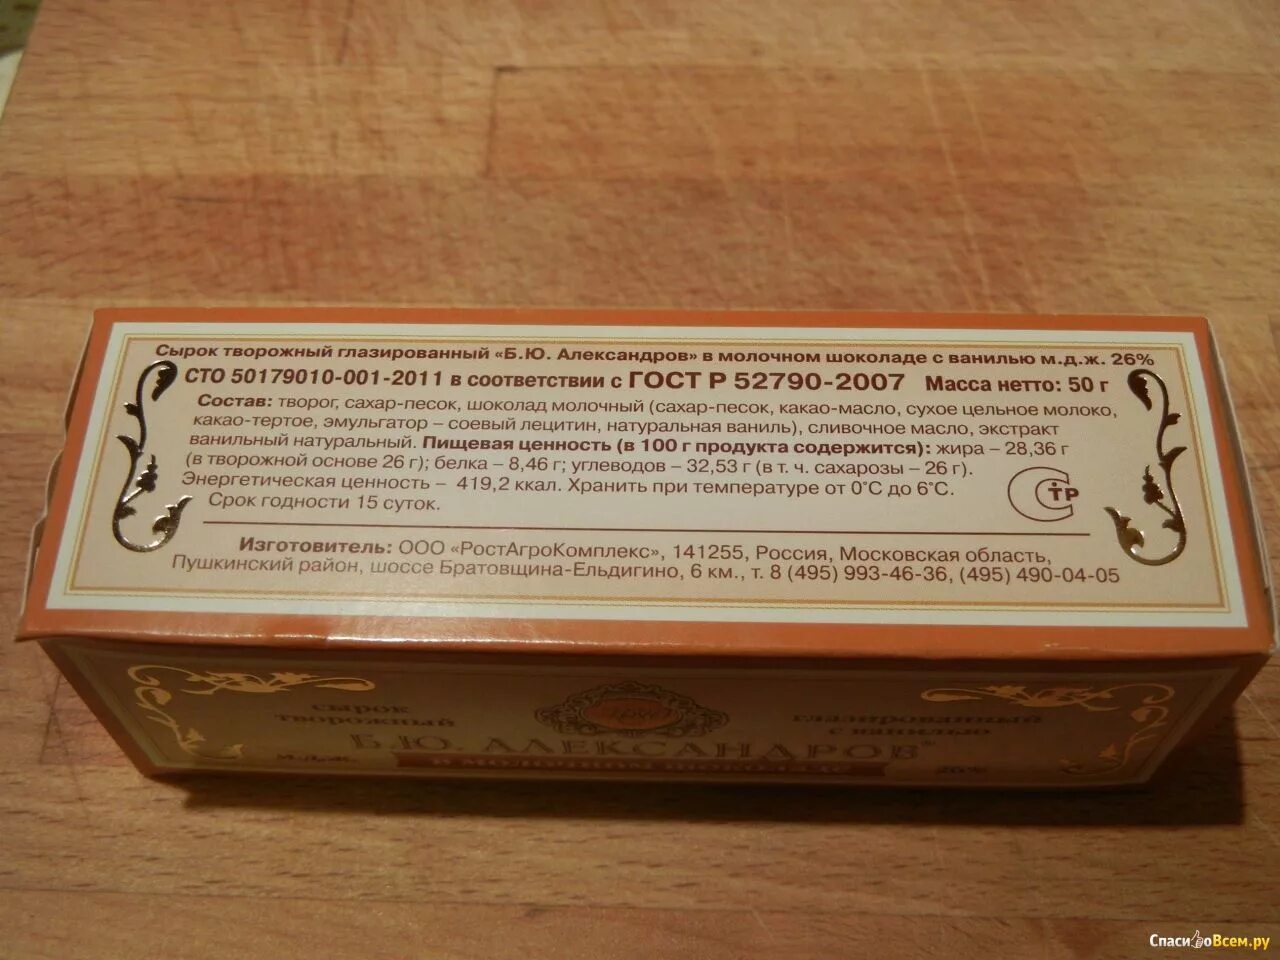 Сырок творожный глазированный «Б.Ю. Александров» в молочном шоколаде с ванилью м.д.ж. 26%
СТО 50179010-001-2011 в соответствии с ГОСТ Р 52790-2007 Масса нетто: 50 г
Состав: творог, сахар-песок, шоколад молочный (сахар-песок, какао-масло, сухое цельное молоко,
какао-тертое, эмульгатор – соевый лецитин, натуральная ваниль), сливочное масло, экстракт
ванильный натуральный. Пищевая ценность (в 100 г продукта содержится): жира – 28,36 г
(в творожной основе 26 г); белка – 8,46 г; углеводов – 32,53 г (в т. ч. сахарозы – 26 г).
Энергетическая ценность – 419,2 ккал. Хранить при температуре от 0°С до 6°С.
Срок годности 15 суток.
СТР
Изготовитель: ООО «РостАгроКомплекс», 141255, Россия, Московская область,
Пушкинский район, шоссе Братовщина-Ельдигино, 6 км., т. 8 (495) 993-46-36, (495) 490-04-05
сырок глазированный
творожный с ванилью
Б.Ю. АЛЕКСАНДРОВ®
м.д.ж. В МОЛОЧНОМ ШОКОЛАДЕ 26%
СпасибоВсем.ру